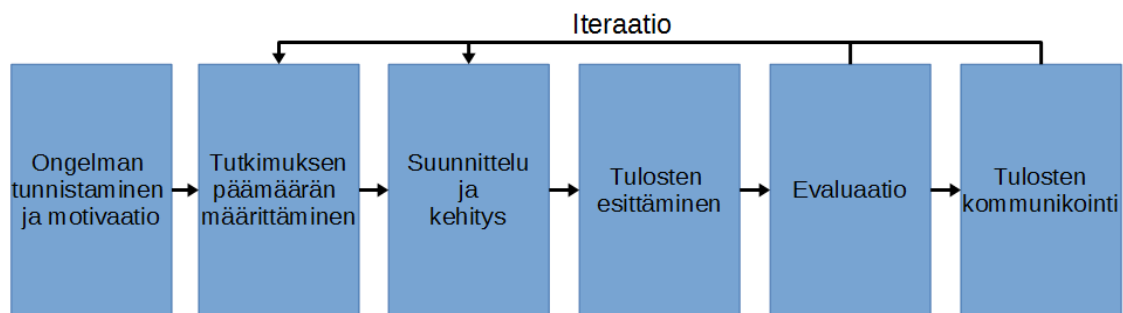 Iteraatio
Ongelman
tunnistaminen
ja motivaatio
Tutkimuksen
päämäärän
määrittäminen
Suunnittelu
ja
kehitys
Tulosten
esittäminen
Evaluaatio
Tulosten
kommunikointi